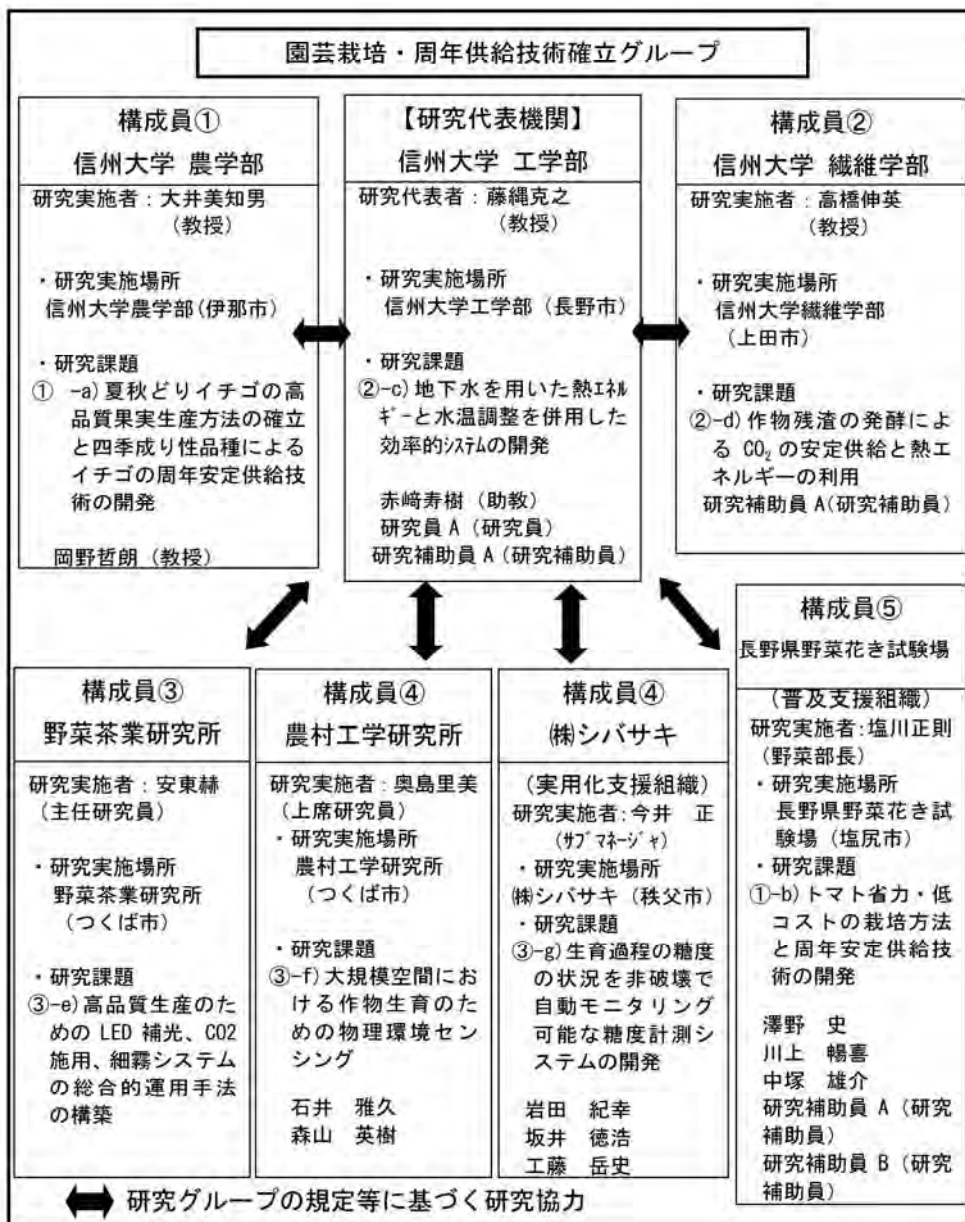 園芸栽培・周年供給技術確立グループ
構成員①
信州大学 農学部
研究実施者：大井美知男
(教授)
・研究実施場所
信州大学農学部(伊那市)
・研究課題
① -a)夏秋どりイチゴの高
品質果実生産方法の確立
と四季成り性品種による
イチゴの周年安定供給技
術の開発
岡野哲朗（教授）
【研究代表機関】
信州大学 工学部
研究代表者：藤縄克之
(教授)
・研究実施場所
信州大学工学部（長野市）
・研究課題
②-c)地下水を用いた熱ｴﾈﾙ
ｷﾞｰと水温調整を併用した
効率的ｼｽﾃﾑの開発
赤﨑寿樹（助教）
研究員 A（研究員）
研究補助員 A（研究補助員）
構成員②
信州大学 繊維学部
研究実施者：高橋伸英
(教授)
・研究実施場所
信州大学繊維学部
（上田市）
・研究課題
②-d)作物残渣の発酵によ
る CO₂ の安定供給と熱エ
ネルギーの利用
研究補助員 A(研究補助員)
構成員③
野菜茶業研究所
研究実施者：安東赫
(主任研究員)
・研究実施場所
野菜茶業研究所
（つくば市）
・研究課題
③-e)高品質生産のた
めの LED 補光、CO2
施用、細霧システム
の総合的運用手法
の構築
構成員④
農村工学研究所
研究実施者：奥島里美
(上席研究員)
・研究実施場所
農村工学研究所
（つくば市）
・研究課題
③-f)大規模空間にお
ける作物生育のた
めの物理環境セン
シング
石井　雅久
森山　英樹
構成員④
㈱シバサキ
(実用化支援組織)
研究実施者：今井　正
(ｻﾌﾞﾏﾈｰｼﾞｬ)
・研究実施場所
㈱シバサキ（秩父市）
・研究課題
③-g)生育過程の糖度
の状況を非破壊で
自動モニタリング
可能な糖度計測シ
ステムの開発
岩田　紀幸
坂井　徳浩
工藤　岳史
構成員⑤
長野県野菜花き試験場
(普及支援組織)
研究実施者：塩川正則
(野菜部長)
・研究実施場所
長野県野菜花き試
験場（塩尻市）
・研究課題
①-b)トマト省力・低
コストの栽培方法
と周年安定供給技
術の開発
澤野　史
川上　暢喜
中塚　雄介
研究補助員 A（研究
補助員）
研究補助員 B（研究
補助員）
研究グループの規定等に基づく研究協力